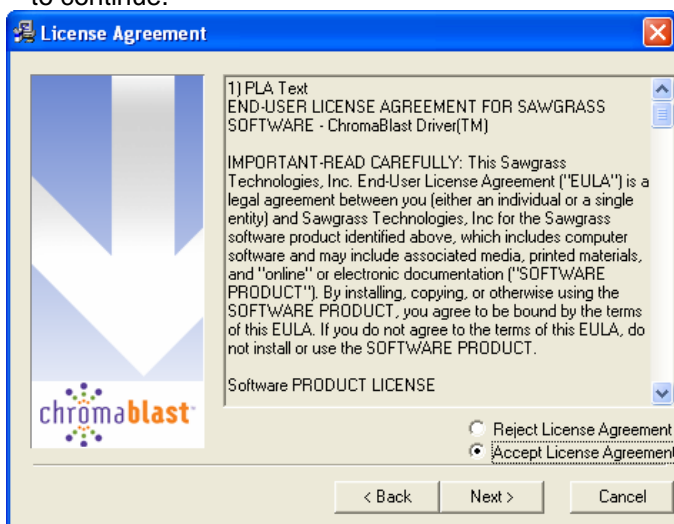 to continue.
License Agreement
1) PLA Text
END-USER LICENSE AGREEMENT FOR SAWGRASS
SOFTWARE - ChromaBlast Driver(TM)
IMPORTANT-READ CAREFULLY: This Sawgrass
Technologies, Inc. End-User License Agreement ("EULA") is a
legal agreement between you (either an individual or a single
entity) and Sawgrass Technologies, Inc for the Sawgrass
software product identified above, which includes computer
software and may include associated media, printed materials,
and "online" or electronic documentation ("SOFTWARE
PRODUCT"). By installing, copying, or otherwise using the
SOFTWARE PRODUCT, you agree to be bound by the terms
of this EULA. If you do not agree to the terms of this EULA, do
not install or use the SOFTWARE PRODUCT.
Software PRODUCT LICENSE
chromablast
Reject License Agreement
Accept License Agreement
< Back
Next >
Cancel